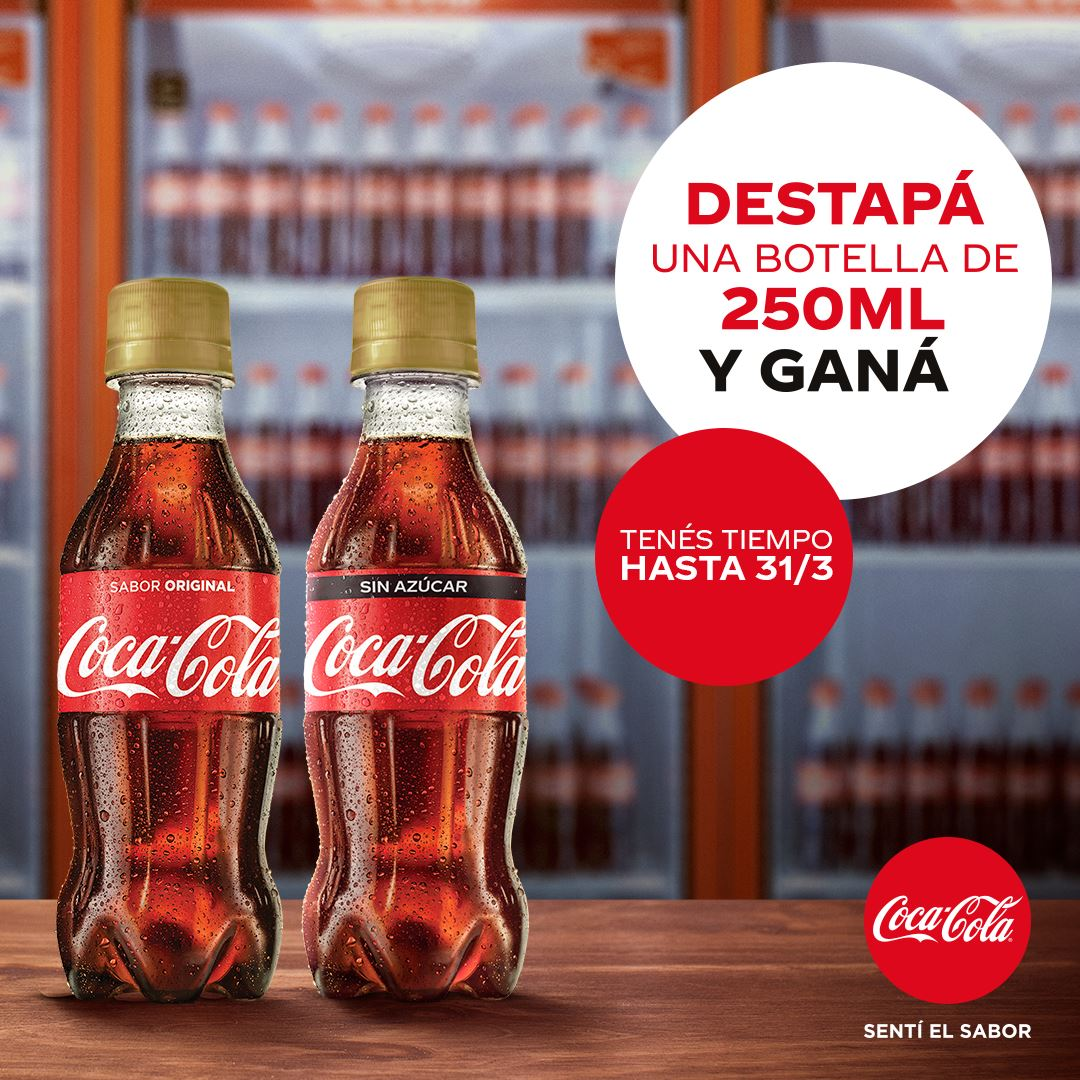 DESTAPÁ
UNA BOTELLA DE
250ML
Y GANÁ
TENÉS TIEMPO
HASTA 31/3
SABOR ORIGINAL
Coca-Cola
SIN AZÚCAR
Coca-Cola
Coca-Cola
SENTÍ EL SABOR